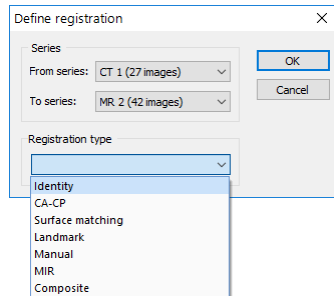 Define registration
Series
From series: CT 1 (27 images)
OK
To series: MR 2 (42 images)
Cancel
Registration type
Identity
CA-CP
Surface matching
Landmark
Manual
MIR
Composite